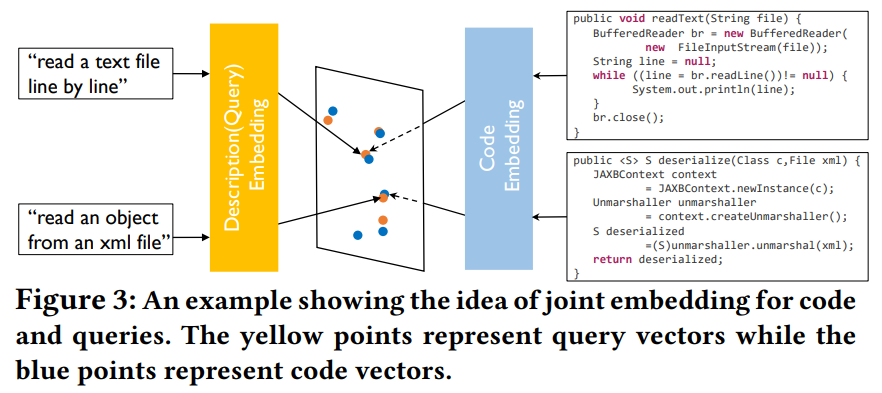 “read a text file
line by line”
“read an object
from an xml file”
Description(Query)
Embedding
Code
Embedding
public void readText(String file) {
BufferedReader br = new BufferedReader(
new FileInputStream(file));
String line = null;
while ((line = br.readLine())!= null) {
System.out.println(line);
}
br.close();
}
public <S> S deserialize(Class c,File xml) {
JAXBContext context
= JAXBContext.newInstance(c);
Unmarshaller unmarshaller
= context.createUnmarshaller();
S deserialized
=(S)unmarshaller.unmarshal(xml);
return deserialized;
}
Figure 3: An example showing the idea of joint embedding for code
and queries. The yellow points represent query vectors while the
blue points represent code vectors.